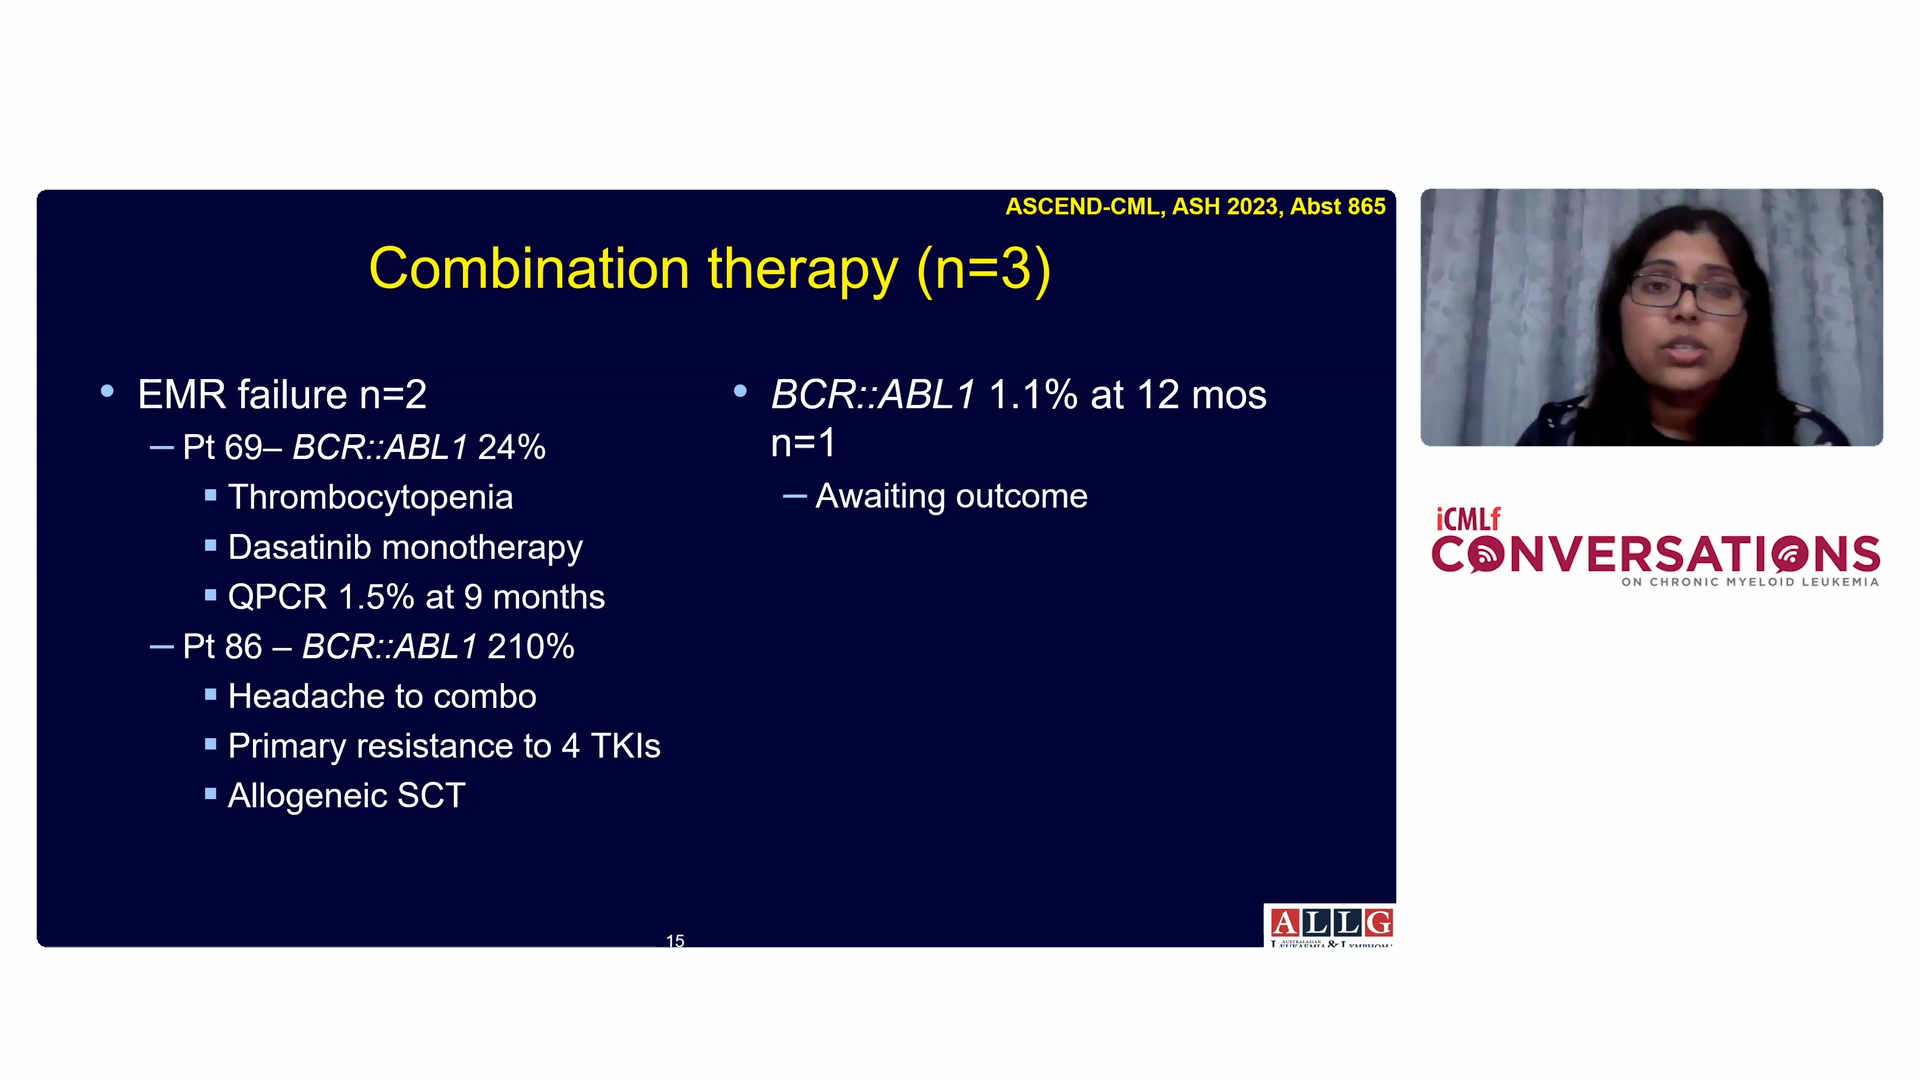 ASCEND-CML, ASH 2023, Abst 865
Combination therapy (n=3)
• EMR failure n=2
– Pt 69– BCR::ABL1 24%
▪ Thrombocytopenia
▪ Dasatinib monotherapy
▪ QPCR 1.5% at 9 months
– Pt 86 – BCR::ABL1 210%
▪ Headache to combo
▪ Primary resistance to 4 TKIs
▪ Allogeneic SCT
• BCR::ABL1 1.1% at 12 mos
n=1
– Awaiting outcome
15
ALLG
AUSTRALASIAN
LEUKAEMIA & LYMPHOMA
iCMLf
CONVERSATIONS
ON CHRONIC MYELOID LEUKEMIA